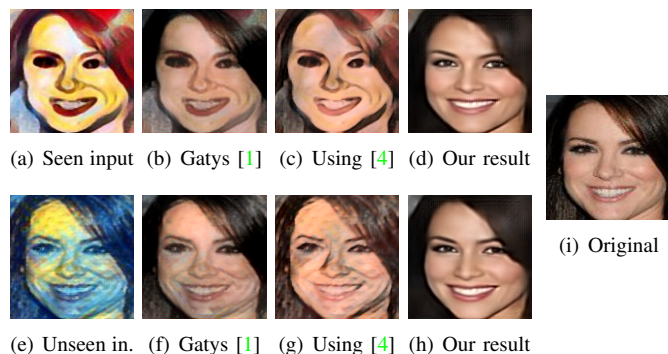 (a) Seen input (b) Gatys [1] (c) Using [4] (d) Our result
(i) Original
(e) Unseen in. (f) Gatys [1] (g) Using [4] (h) Our result